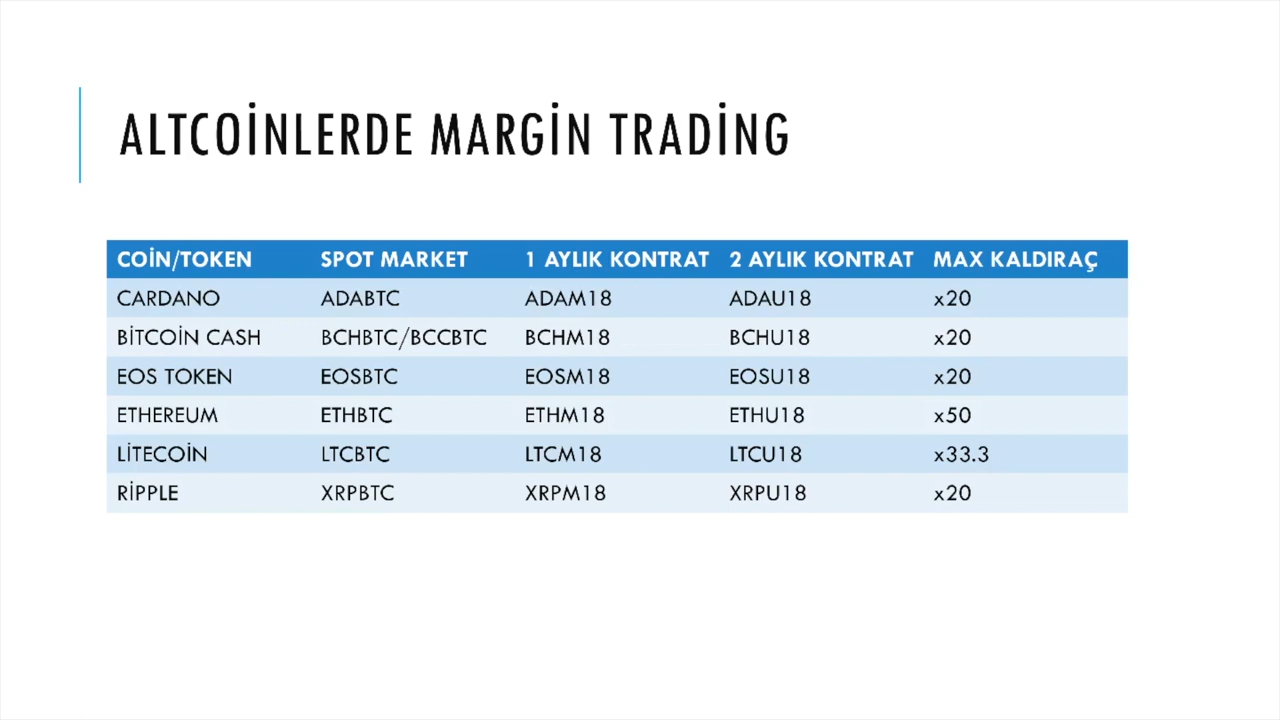 ALTCOİNLERDE MARGİN TRADİNG
COİN/TOKEN SPOT MARKET 1 AYLIK KONTRAT 2 AYLIK KONTRAT MAX KALDIRAÇ
CARDANO ADABTC ADAM18 ADAU18 x20
BİTCOİN CASH BCHBTC/BCCBTC BCHM18 BCHU18 x20
EOS TOKEN EOSBTC EOSM18 EOSU18 x20
ETHEREUM ETHBTC ETHM18 ETHU18 x50
LİTECOİN LTCBTC LTCM18 LTCU18 x33.3
RİPPLE XRPBTC XRPM18 XRPU18 x20